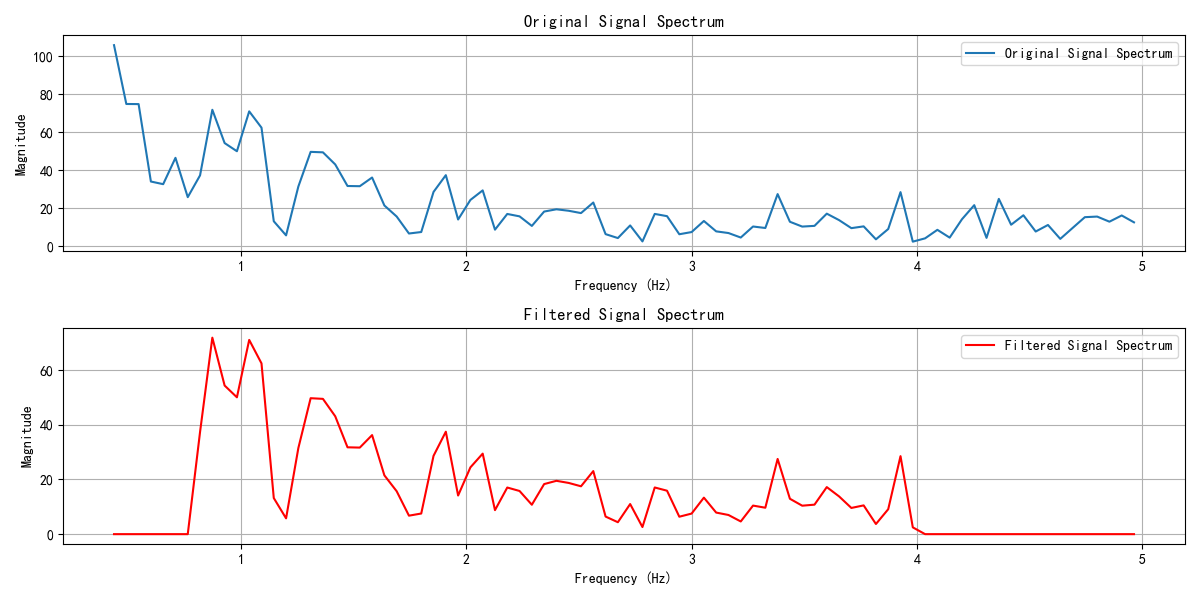 Original Signal Spectrum
Original Signal Spectrum
100
80
60
40
20
0
Magnitude
1 2 3 4 5
Frequency (Hz)
Filtered Signal Spectrum
Filtered Signal Spectrum
60
40
20
0
Magnitude
1 2 3 4 5
Frequency (Hz)